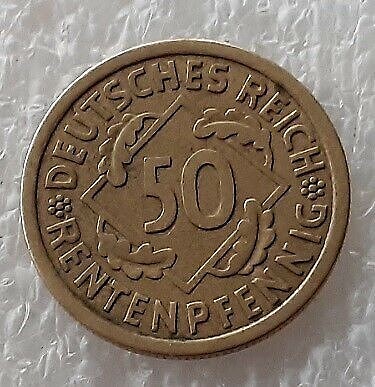 DEUTSCHES REICH
50
RENTENPFENNIG